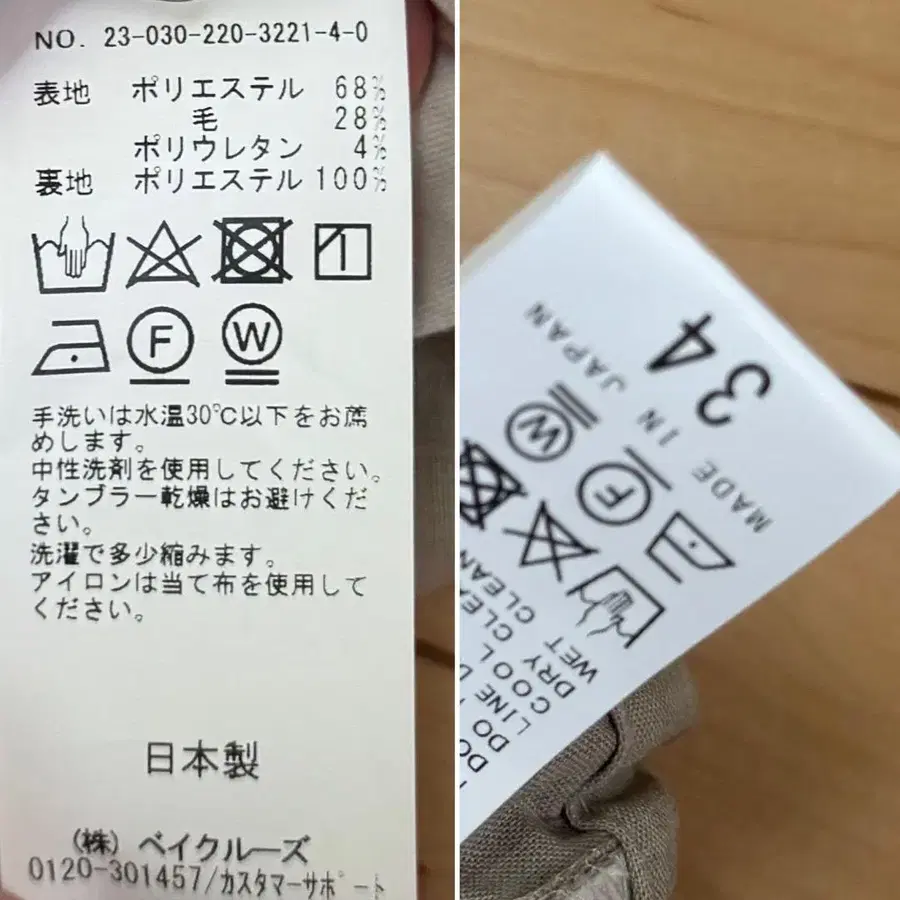 NO. 23-030-220-3221-4-0
表地 ポリエステル 68%
毛 28%
ポリウレタン 4%
裏地 ポリエステル 100%
F W
手洗いは水温30℃以下をお薦
めします。
中性洗剤を使用してください。
タンブラー乾燥はお避けくだ
さい。
洗濯で多少縮みます。
アイロンは当て布を使用して
ください。
日本製
(株) ベイクルーズ
0120-301457/カスタマーサポート
34
MADE IN JAPAN
W
F
DO
DO
LINE
COOL
DRY CLEA
WET CLEAN